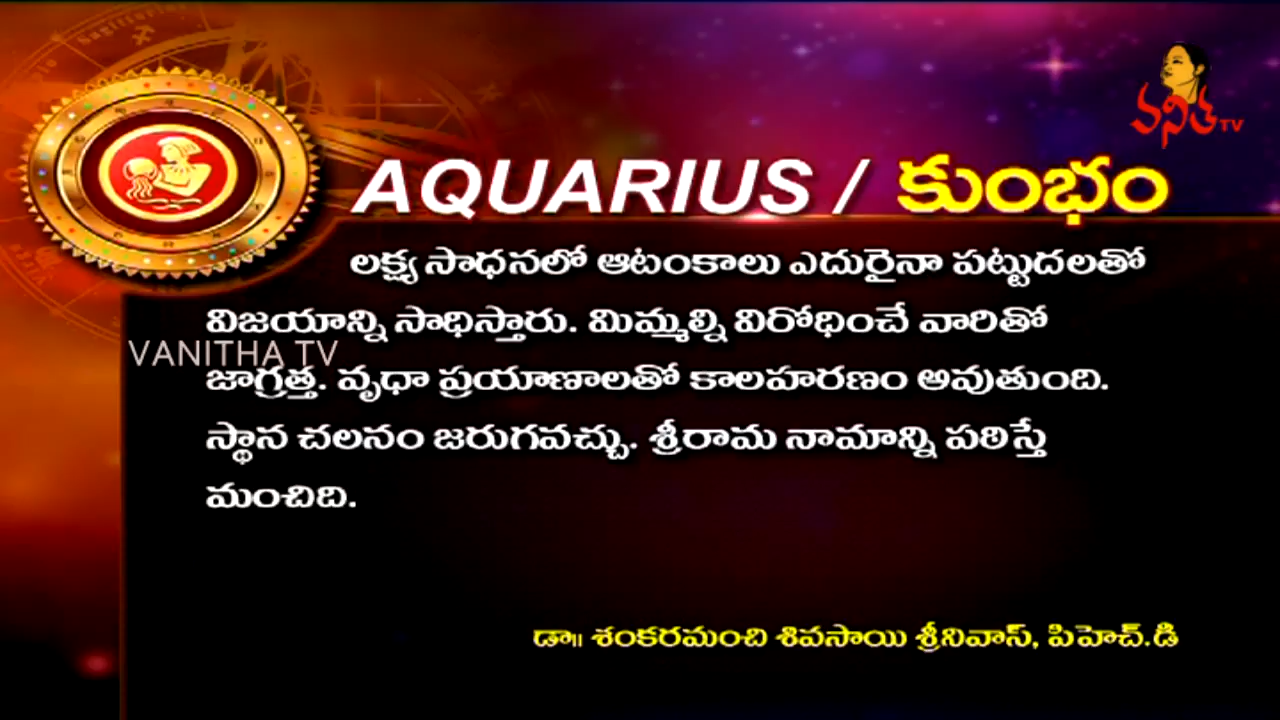 వనిత TV
AQUARIUS / కుంభం
లక్ష్య సాధనలో ఆటంకాలు ఎదురైనా పట్టుదలతో
విజయాన్ని సాధిస్తారు. మిమ్మల్ని విరోధించే వారితో
VANITHA TV
జాగ్రత్త. వృధా ప్రయాణాలతో కాలహరణం అవుతుంది.
స్థాన చలనం జరుగవచ్చు. శ్రీరామ నామాన్ని పఠిస్తే
మంచిది.
డా॥ శంకరమంచి శివసాయి శ్రీనివాస్, పిహెచ్.డి